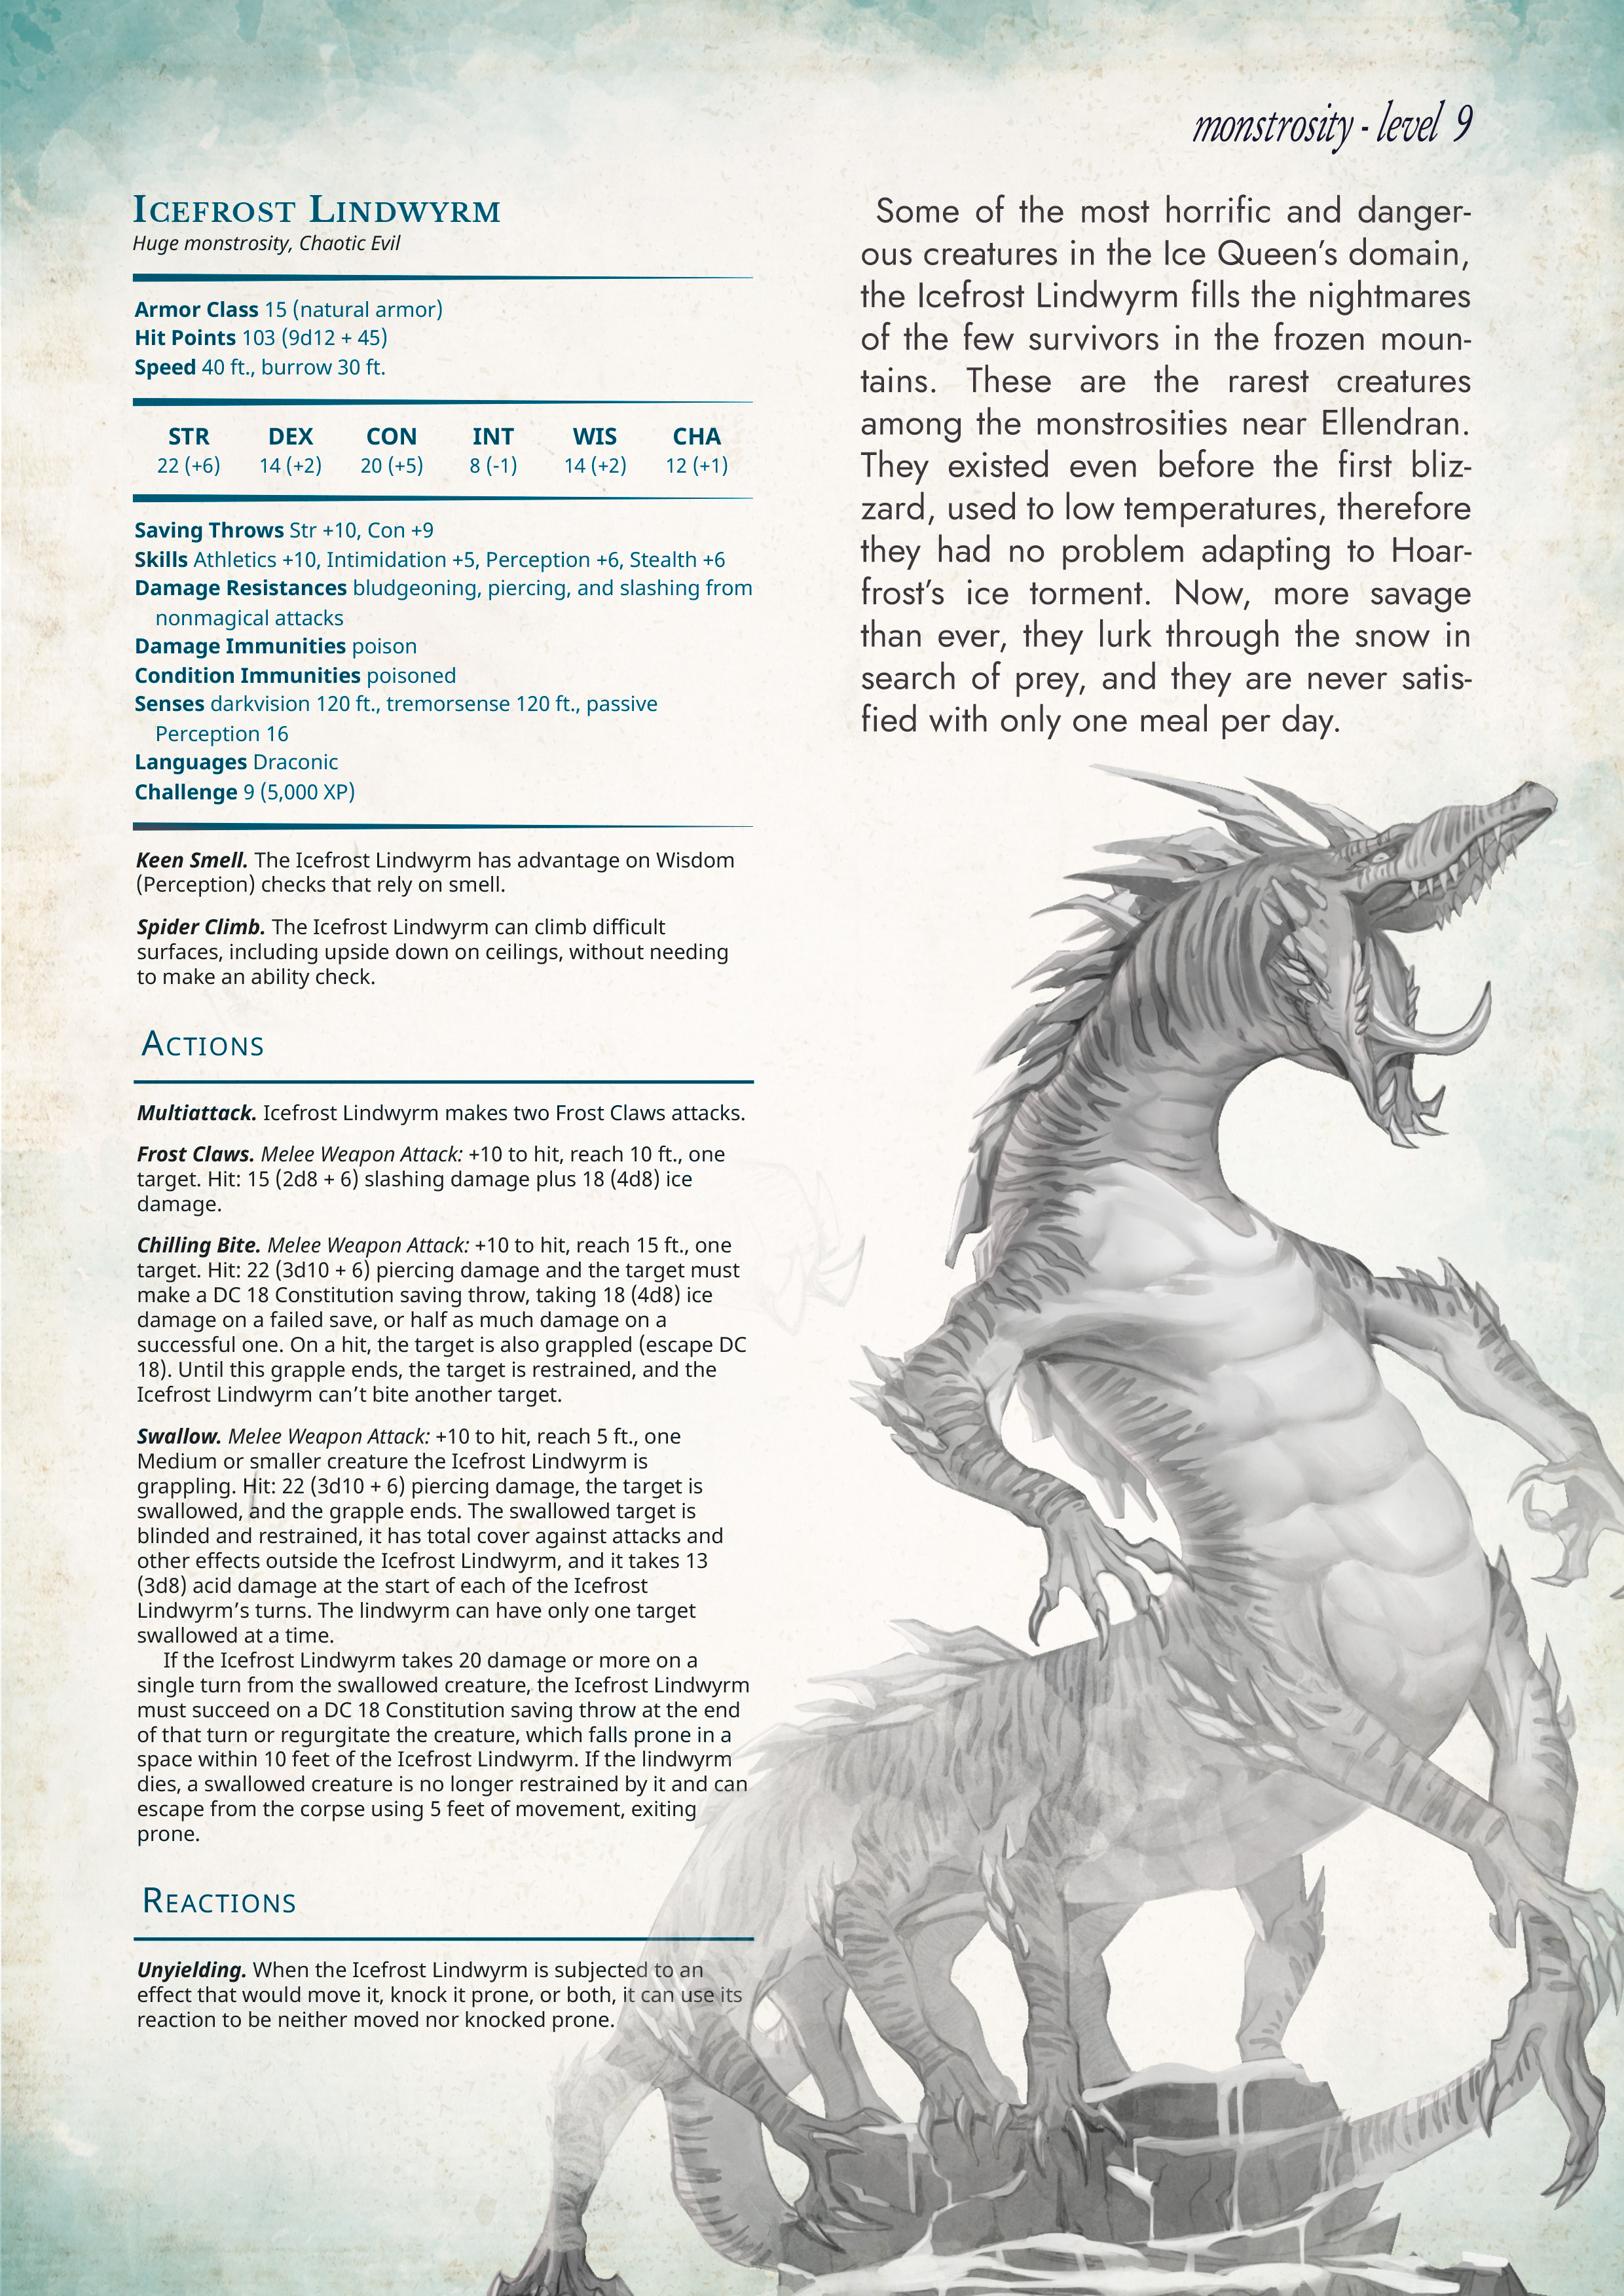 monstrosity - level 9
Icefrost Lindwyrm
Huge monstrosity, Chaotic Evil
Armor Class 15 (natural armor)
Hit Points 103 (9d12 + 45)
Speed 40 ft., burrow 30 ft.
STR DEX CON INT WIS CHA
22 (+6) 14 (+2) 20 (+5) 8 (-1) 14 (+2) 12 (+1)
Saving Throws Str +10, Con +9
Skills Athletics +10, Intimidation +5, Perception +6, Stealth +6
Damage Resistances bludgeoning, piercing, and slashing from
nonmagical attacks
Damage Immunities poison
Condition Immunities poisoned
Senses darkvision 120 ft., tremorsense 120 ft., passive
Perception 16
Languages Draconic
Challenge 9 (5,000 XP)
Keen Smell. The Icefrost Lindwyrm has advantage on Wisdom
(Perception) checks that rely on smell.
Spider Climb. The Icefrost Lindwyrm can climb difficult
surfaces, including upside down on ceilings, without needing
to make an ability check.
Actions
Multiattack. Icefrost Lindwyrm makes two Frost Claws attacks.
Frost Claws. Melee Weapon Attack: +10 to hit, reach 10 ft., one
target. Hit: 15 (2d8 + 6) slashing damage plus 18 (4d8) ice
damage.
Chilling Bite. Melee Weapon Attack: +10 to hit, reach 15 ft., one
target. Hit: 22 (3d10 + 6) piercing damage and the target must
make a DC 18 Constitution saving throw, taking 18 (4d8) ice
damage on a failed save, or half as much damage on a
successful one. On a hit, the target is also grappled (escape DC
18). Until this grapple ends, the target is restrained, and the
Icefrost Lindwyrm can't bite another target.
Swallow. Melee Weapon Attack: +10 to hit, reach 5 ft., one
Medium or smaller creature the Icefrost Lindwyrm is
grappling. Hit: 22 (3d10 + 6) piercing damage, the target is
swallowed, and the grapple ends. The swallowed target is
blinded and restrained, it has total cover against attacks and
other effects outside the Icefrost Lindwyrm, and it takes 13
(3d8) acid damage at the start of each of the Icefrost
Lindwyrm's turns. The lindwyrm can have only one target
swallowed at a time.
If the Icefrost Lindwyrm takes 20 damage or more on a
single turn from the swallowed creature, the Icefrost Lindwyrm
must succeed on a DC 18 Constitution saving throw at the end
of that turn or regurgitate the creature, which falls prone in a
space within 10 feet of the Icefrost Lindwyrm. If the lindwyrm
dies, a swallowed creature is no longer restrained by it and can
escape from the corpse using 5 feet of movement, exiting
prone.
Reactions
Unyielding. When the Icefrost Lindwyrm is subjected to an
effect that would move it, knock it prone, or both, it can use its
reaction to be neither moved nor knocked prone.
Some of the most horrific and danger-
ous creatures in the Ice Queen's domain,
the Icefrost Lindwyrm fills the nightmares
of the few survivors in the frozen moun-
tains. These are the rarest creatures
among the monstrosities near Ellendran.
They existed even before the first bliz-
zard, used to low temperatures, therefore
they had no problem adapting to Hoar-
frost's ice torment. Now, more savage
than ever, they lurk through the snow in
search of prey, and they are never satis-
fied with only one meal per day.